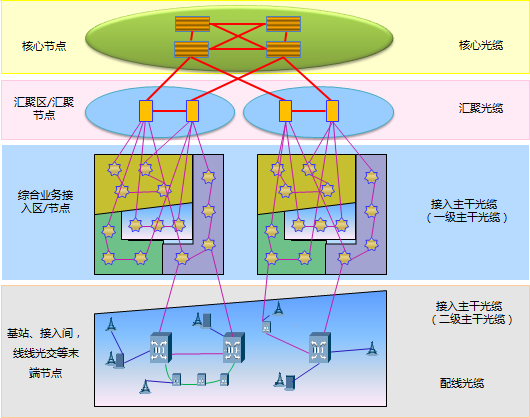 核心节点
核心光缆
汇聚区/汇聚
节点
汇聚光缆
综合业务接
入区/节点
接入主干光缆
（一级主干光缆）
接入主干光缆
（二级主干光缆）
基站、接入间，
线线光交等末
端节点
配线光缆